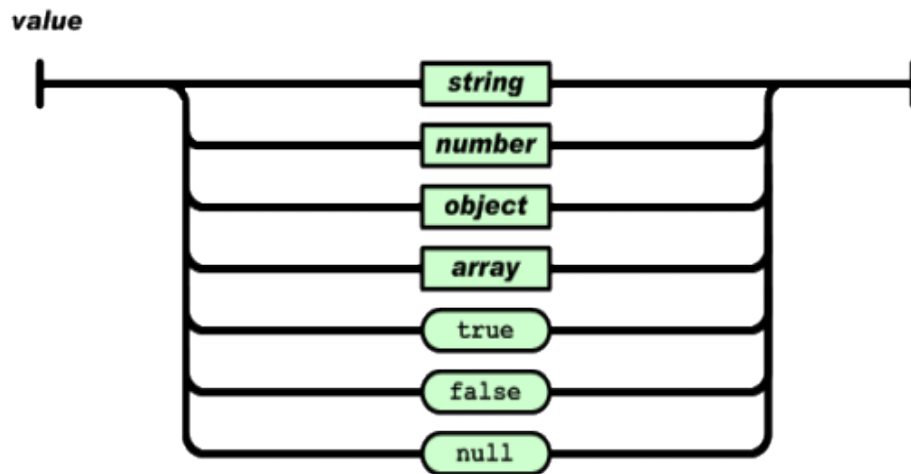 value
string
number
object
array
true
false
null